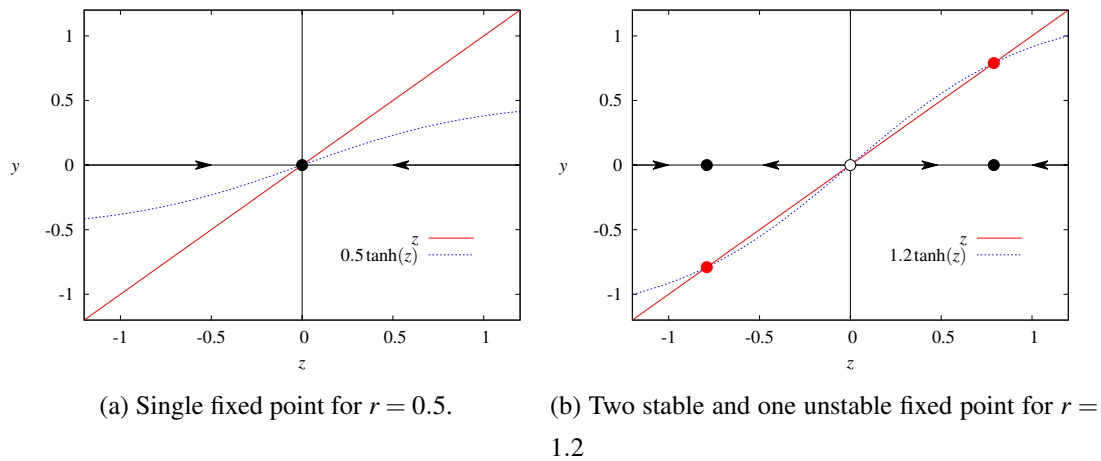 1
0.5
y
0
-0.5
-1
z
0.5 tanh(z)
-1
-0.5
0
0.5
1
z
(a) Single fixed point for r = 0.5.
1
0.5
y
0
-0.5
-1
z
1.2 tanh(z)
-1
-0.5
0
0.5
1
z
(b) Two stable and one unstable fixed point for r =
1.2